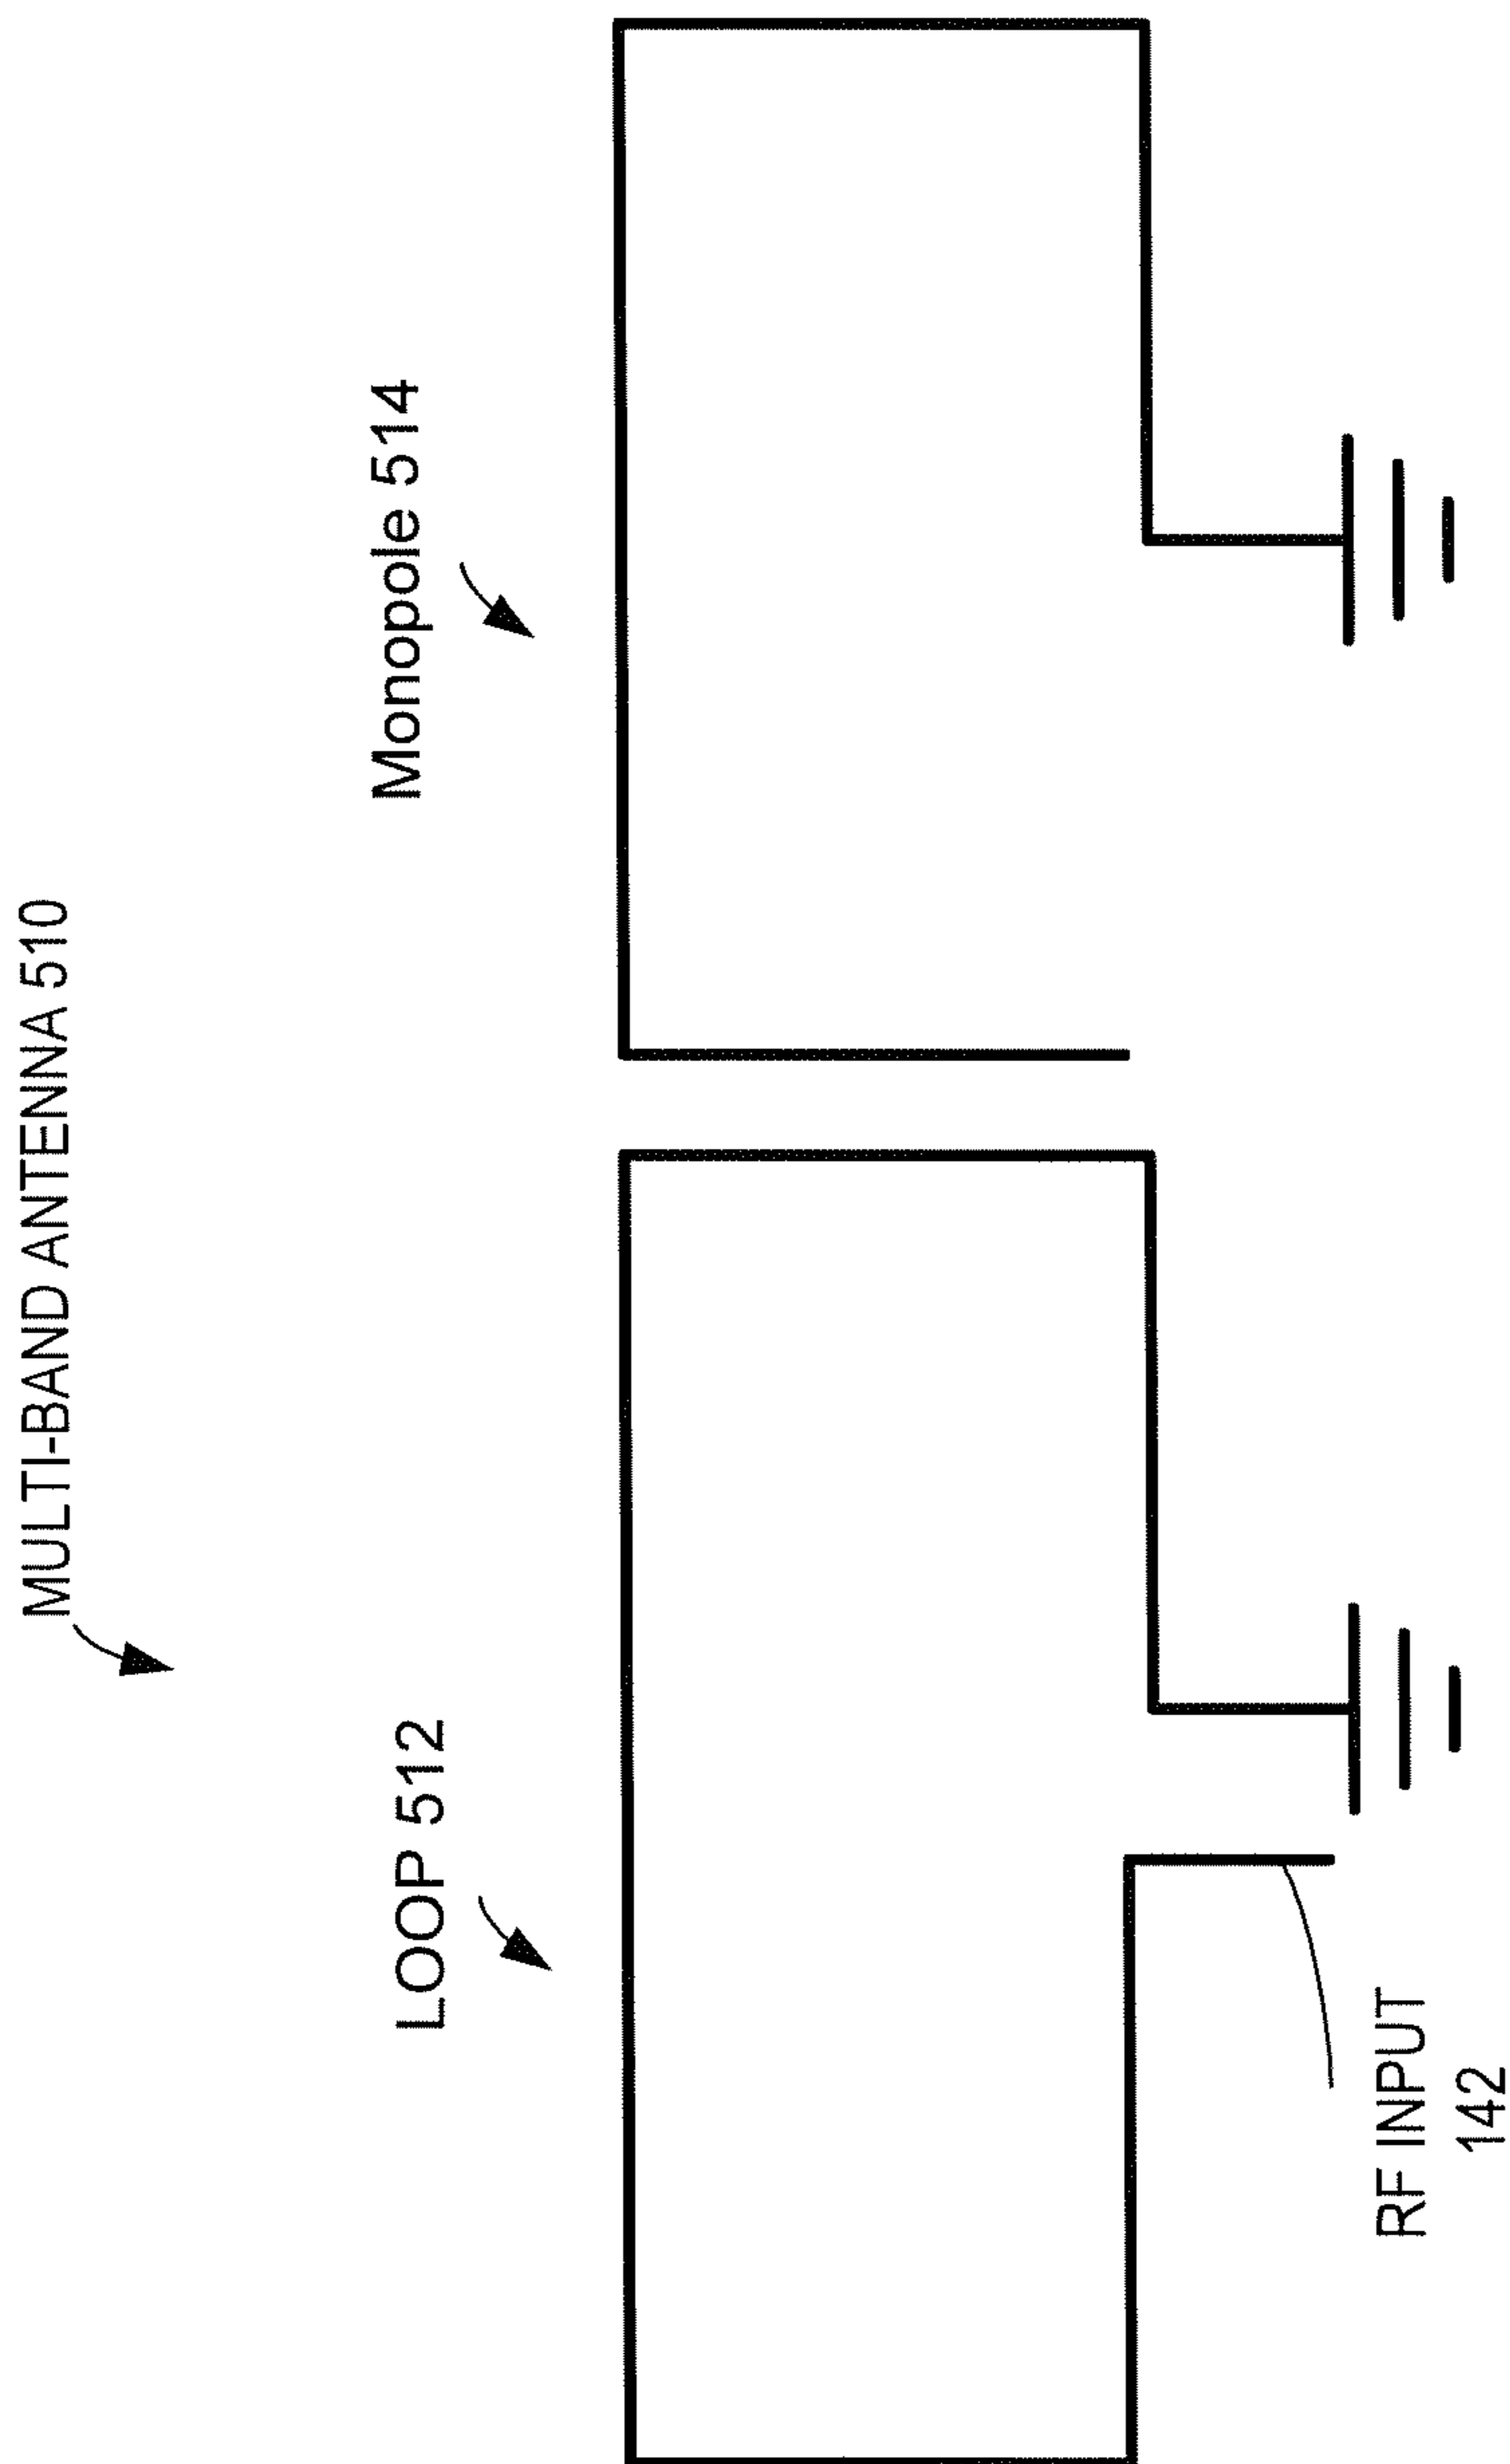 MULTI-BAND ANTENNA 510
LOOP 512
Monopole 514
RF INPUT
142